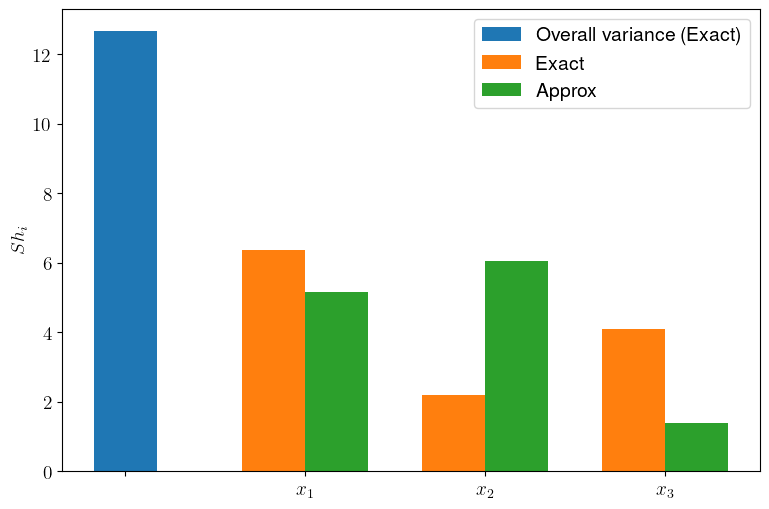 Overall variance (Exact)
Exact
Approx
12
10
8
6
4
2
0
Sh_i
x_1
x_2
x_3